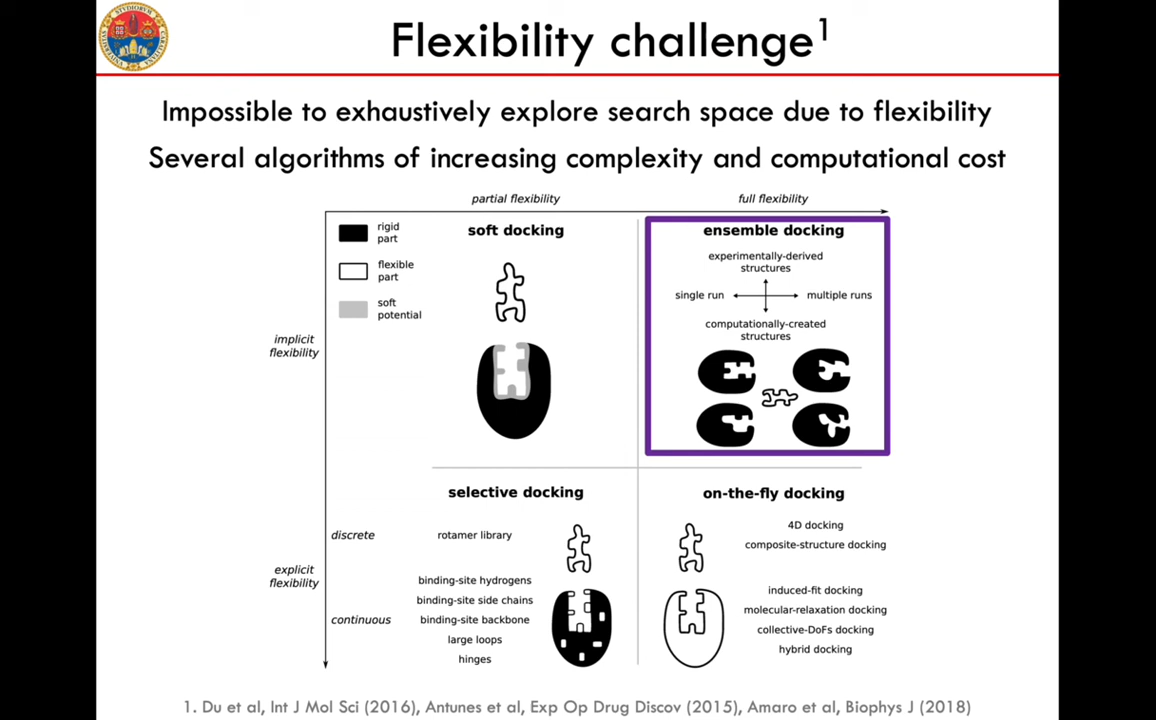 Flexibility challenge1
Impossible to exhaustively explore search space due to flexibility
Several algorithms of increasing complexity and computational cost
partial flexibility
full flexibility
rigid
part
flexible
part
soft
potential
implicit
flexibility
soft docking
ensemble docking
experimentally-derived
structures
single run
multiple runs
computationally-created
structures
explicit
flexibility
discrete
continuous
selective docking
rotamer library
binding-site hydrogens
binding-site side chains
binding-site backbone
large loops
hinges
on-the-fly docking
4D docking
composite-structure docking
induced-fit docking
molecular-relaxation docking
collective-DoFs docking
hybrid docking
1. Du et al, Int J Mol Sci (2016), Antunes et al, Exp Op Drug Discov (2015), Amaro et al, Biophys J (2018)